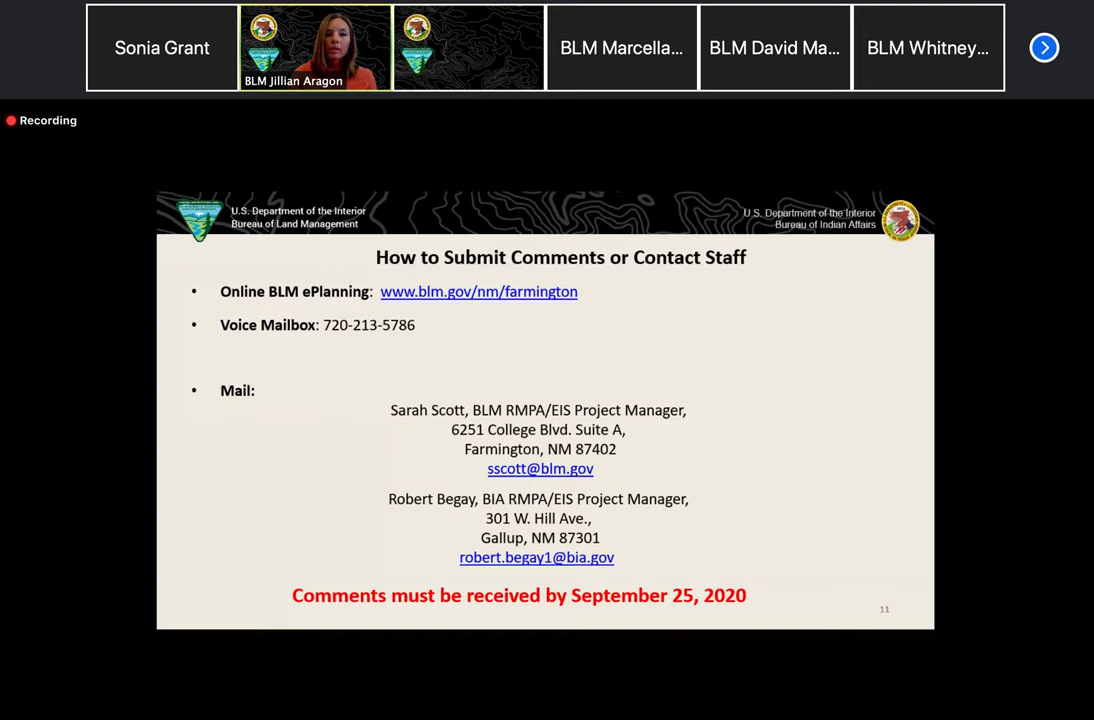 Sonia Grant
BLM Jillian Aragon
BLM Marcella...
BLM David Ma...
BLM Whitney...
Recording
U.S. Department of the Interior
Bureau of Land Management
U.S. Department of the Interior
Bureau of Indian Affairs
How to Submit Comments or Contact Staff
• Online BLM ePlanning: www.blm.gov/nm/farmington
• Voice Mailbox: 720-213-5786
• Mail:
Sarah Scott, BLM RMPA/EIS Project Manager,
6251 College Blvd. Suite A,
Farmington, NM 87402
sscott@blm.gov
Robert Begay, BIA RMPA/EIS Project Manager,
301 W. Hill Ave.,
Gallup, NM 87301
robert.begay1@bia.gov
Comments must be received by September 25, 2020
11